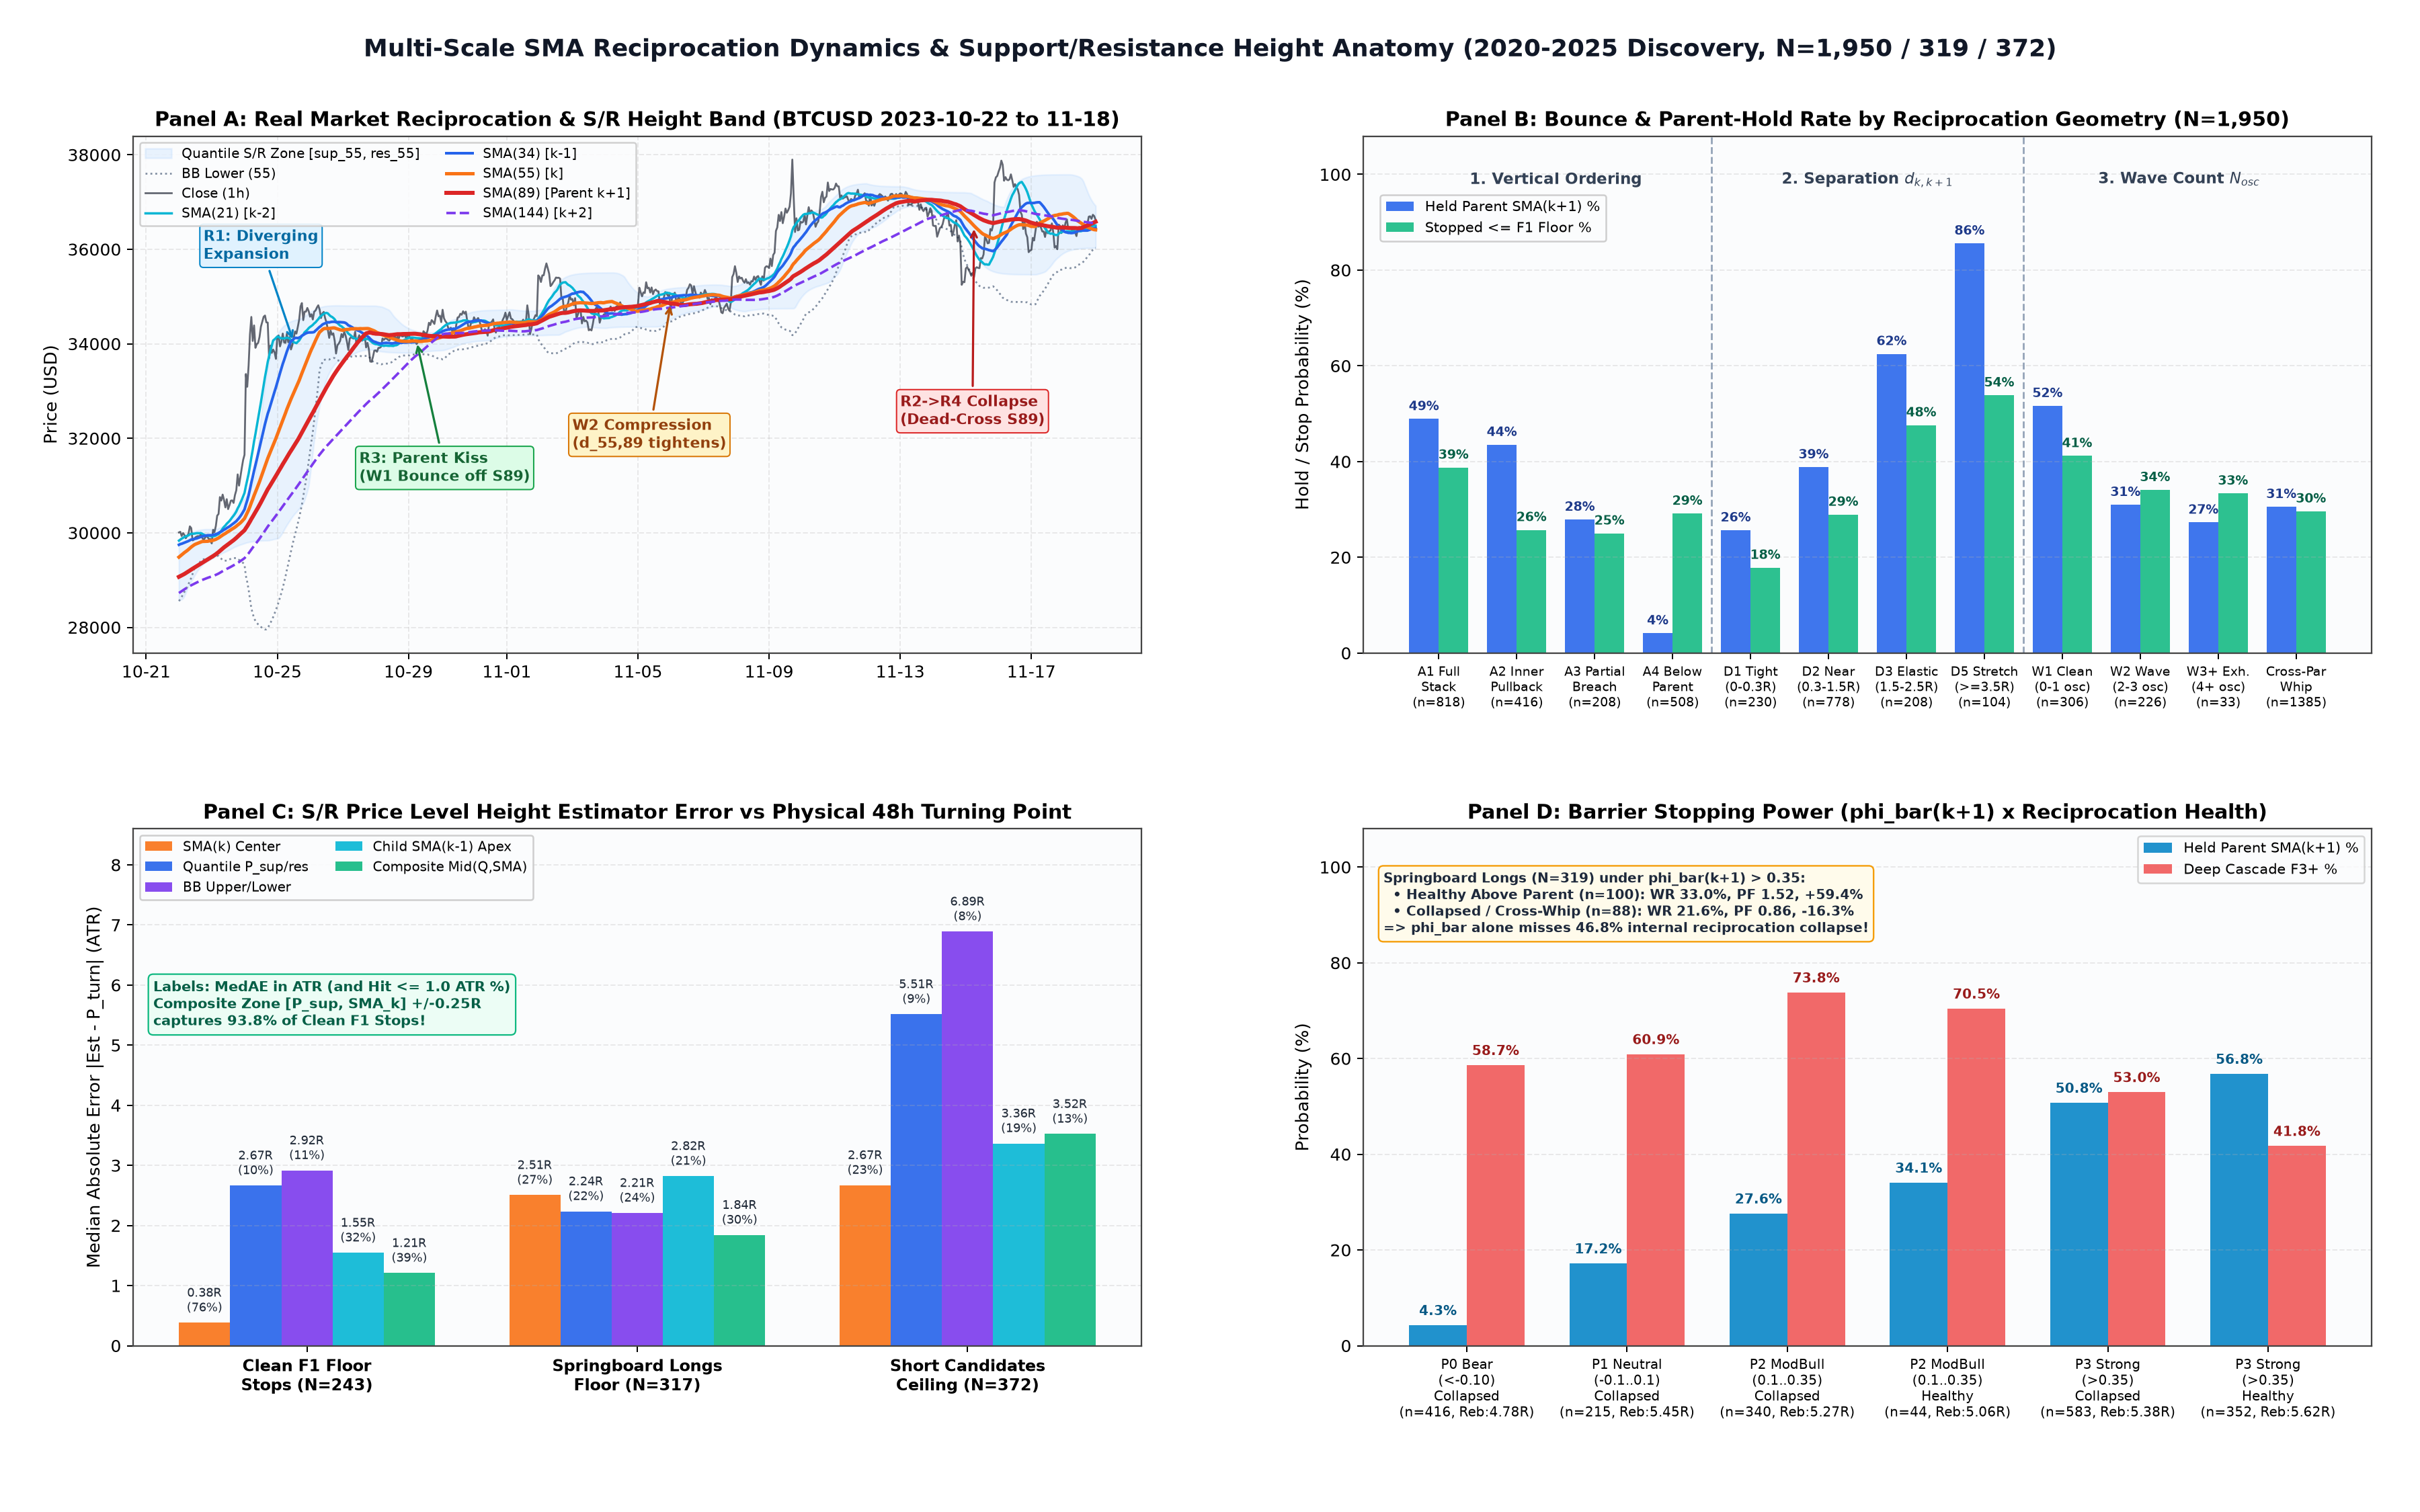 Multi-Scale SMA Reciprocation Dynamics & Support/Resistance Height Anatomy (2020-2025 Discovery, N=1,950 / 319 / 372)
Panel A: Real Market Reciprocation & S/R Height Band (BTCUSD 2023-10-22 to 11-18)
Price (USD)
38000
36000
34000
32000
30000
28000
Quantile S/R Zone [sup_55, res_55]
BB Lower (55)
Close (1h)
SMA(21) [k-2]
SMA(34) [k-1]
SMA(55) [k]
SMA(89) [Parent k+1]
SMA(144) [k+2]
R1: Diverging
Expansion
R3: Parent Kiss
(W1 Bounce off S89)
W2 Compression
(d_55,89 tightens)
R2->R4 Collapse
(Dead-Cross S89)
10-21
10-25
10-29
11-01
11-05
11-09
11-13
11-17
Panel B: Bounce & Parent-Hold Rate by Reciprocation Geometry (N=1,950)
Hold / Stop Probability (%)
100
80
60
40
20
0
1. Vertical Ordering
2. Separation d_{k,k+1}
3. Wave Count N_{osc}
Held Parent SMA(k+1) %
Stopped <= F1 Floor %
49%
39%
44%
26%
28%
25%
4%
29%
26%
18%
39%
29%
62%
48%
86%
54%
52%
41%
31%
34%
27%
33%
31%
30%
A1 Full
Stack
(n=818)
A2 Inner
Pullback
(n=416)
A3 Partial
Breach
(n=208)
A4 Below
Parent
(n=508)
D1 Tight
(0-0.3R)
(n=230)
D2 Near
(0.3-1.5R)
(n=778)
D3 Elastic
(1.5-2.5R)
(n=208)
D5 Stretch
(>=3.5R)
(n=104)
W1 Clean
(0-1 osc)
(n=306)
W2 Wave
(2-3 osc)
(n=226)
W3+ Exh.
(4+ osc)
(n=33)
Cross-Par
Whip
(n=1385)
Panel C: S/R Price Level Height Estimator Error vs Physical 48h Turning Point
Median Absolute Error |Est - P_turn| (ATR)
8
7
6
5
4
3
2
1
0
SMA(k) Center
Quantile P_sup/res
BB Upper/Lower
Child SMA(k-1) Apex
Composite Mid(Q,SMA)
Labels: MedAE in ATR (and Hit <= 1.0 ATR %)
Composite Zone [P_sup, SMA_k] +/-0.25R
captures 93.8% of Clean F1 Stops!
0.38R
(76%)
2.67R
(10%)
2.92R
(11%)
1.55R
(32%)
1.21R
(39%)
2.51R
(27%)
2.24R
(22%)
2.21R
(24%)
2.82R
(21%)
1.84R
(30%)
2.67R
(23%)
5.51R
(9%)
6.89R
(8%)
3.36R
(19%)
3.52R
(13%)
Clean F1 Floor
Stops (N=243)
Springboard Longs
Floor (N=317)
Short Candidates
Ceiling (N=372)
Panel D: Barrier Stopping Power (phi_bar(k+1) x Reciprocation Health)
Probability (%)
100
80
60
40
20
0
Held Parent SMA(k+1) %
Deep Cascade F3+ %
Springboard Longs (N=319) under phi_bar(k+1) > 0.35:
• Healthy Above Parent (n=100): WR 33.0%, PF 1.52, +59.4%
• Collapsed / Cross-Whip (n=88): WR 21.6%, PF 0.86, -16.3%
=> phi_bar alone misses 46.8% internal reciprocation collapse!
4.3%
58.7%
17.2%
60.9%
27.6%
73.8%
34.1%
70.5%
50.8%
53.0%
56.8%
41.8%
P0 Bear
(<-0.10)
Collapsed
(n=416, Reb:4.78R)
P1 Neutral
(-0.1..0.1)
Collapsed
(n=215, Reb:5.45R)
P2 ModBull
(0.1..0.35)
Collapsed
(n=340, Reb:5.27R)
P2 ModBull
(0.1..0.35)
Healthy
(n=44, Reb:5.06R)
P3 Strong
(>0.35)
Collapsed
(n=583, Reb:5.38R)
P3 Strong
(>0.35)
Healthy
(n=352, Reb:5.62R)